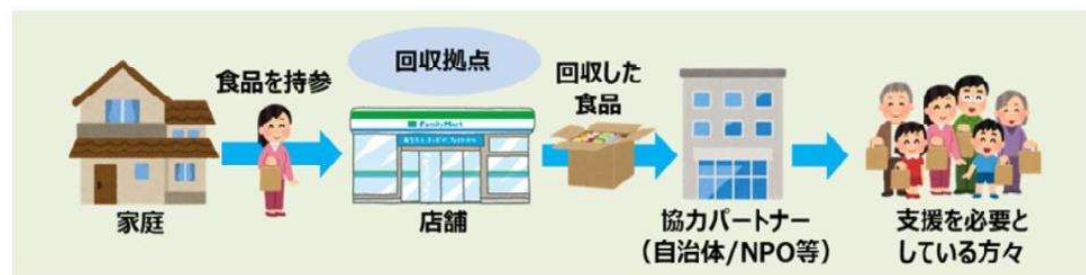 回収拠点
食品を持参
回収した
食品
FamilyMart
家庭
店舗
協力パートナー
（自治体/NPO等）
支援を必要と
している方々